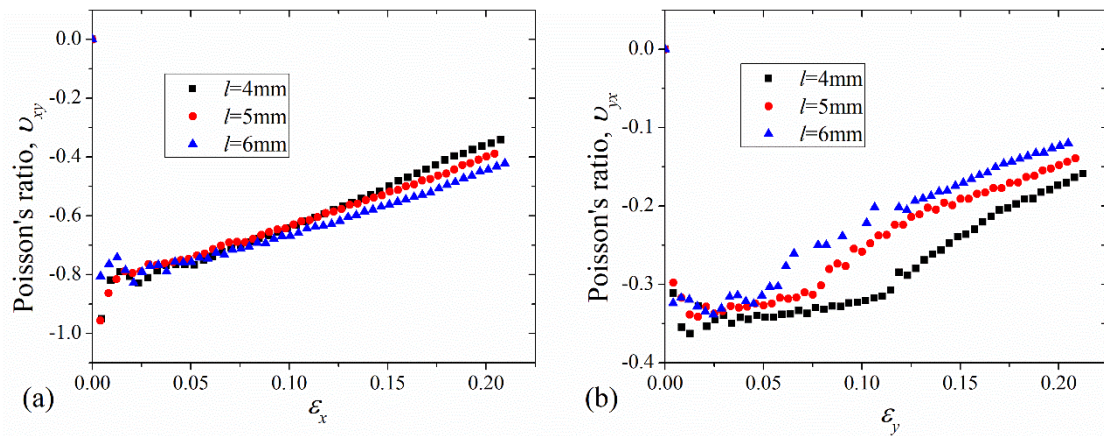 0.0
-0.2
-0.4
-0.6
-0.8
-1.0
Poisson's ratio, υxy
l=4mm
l=5mm
l=6mm
0.00 0.05 0.10 0.15 0.20
(a)
εx
0.0
-0.1
-0.2
-0.3
-0.4
Poisson's ratio, υyx
l=4mm
l=5mm
l=6mm
0.00 0.05 0.10 0.15 0.20
(b)
εy